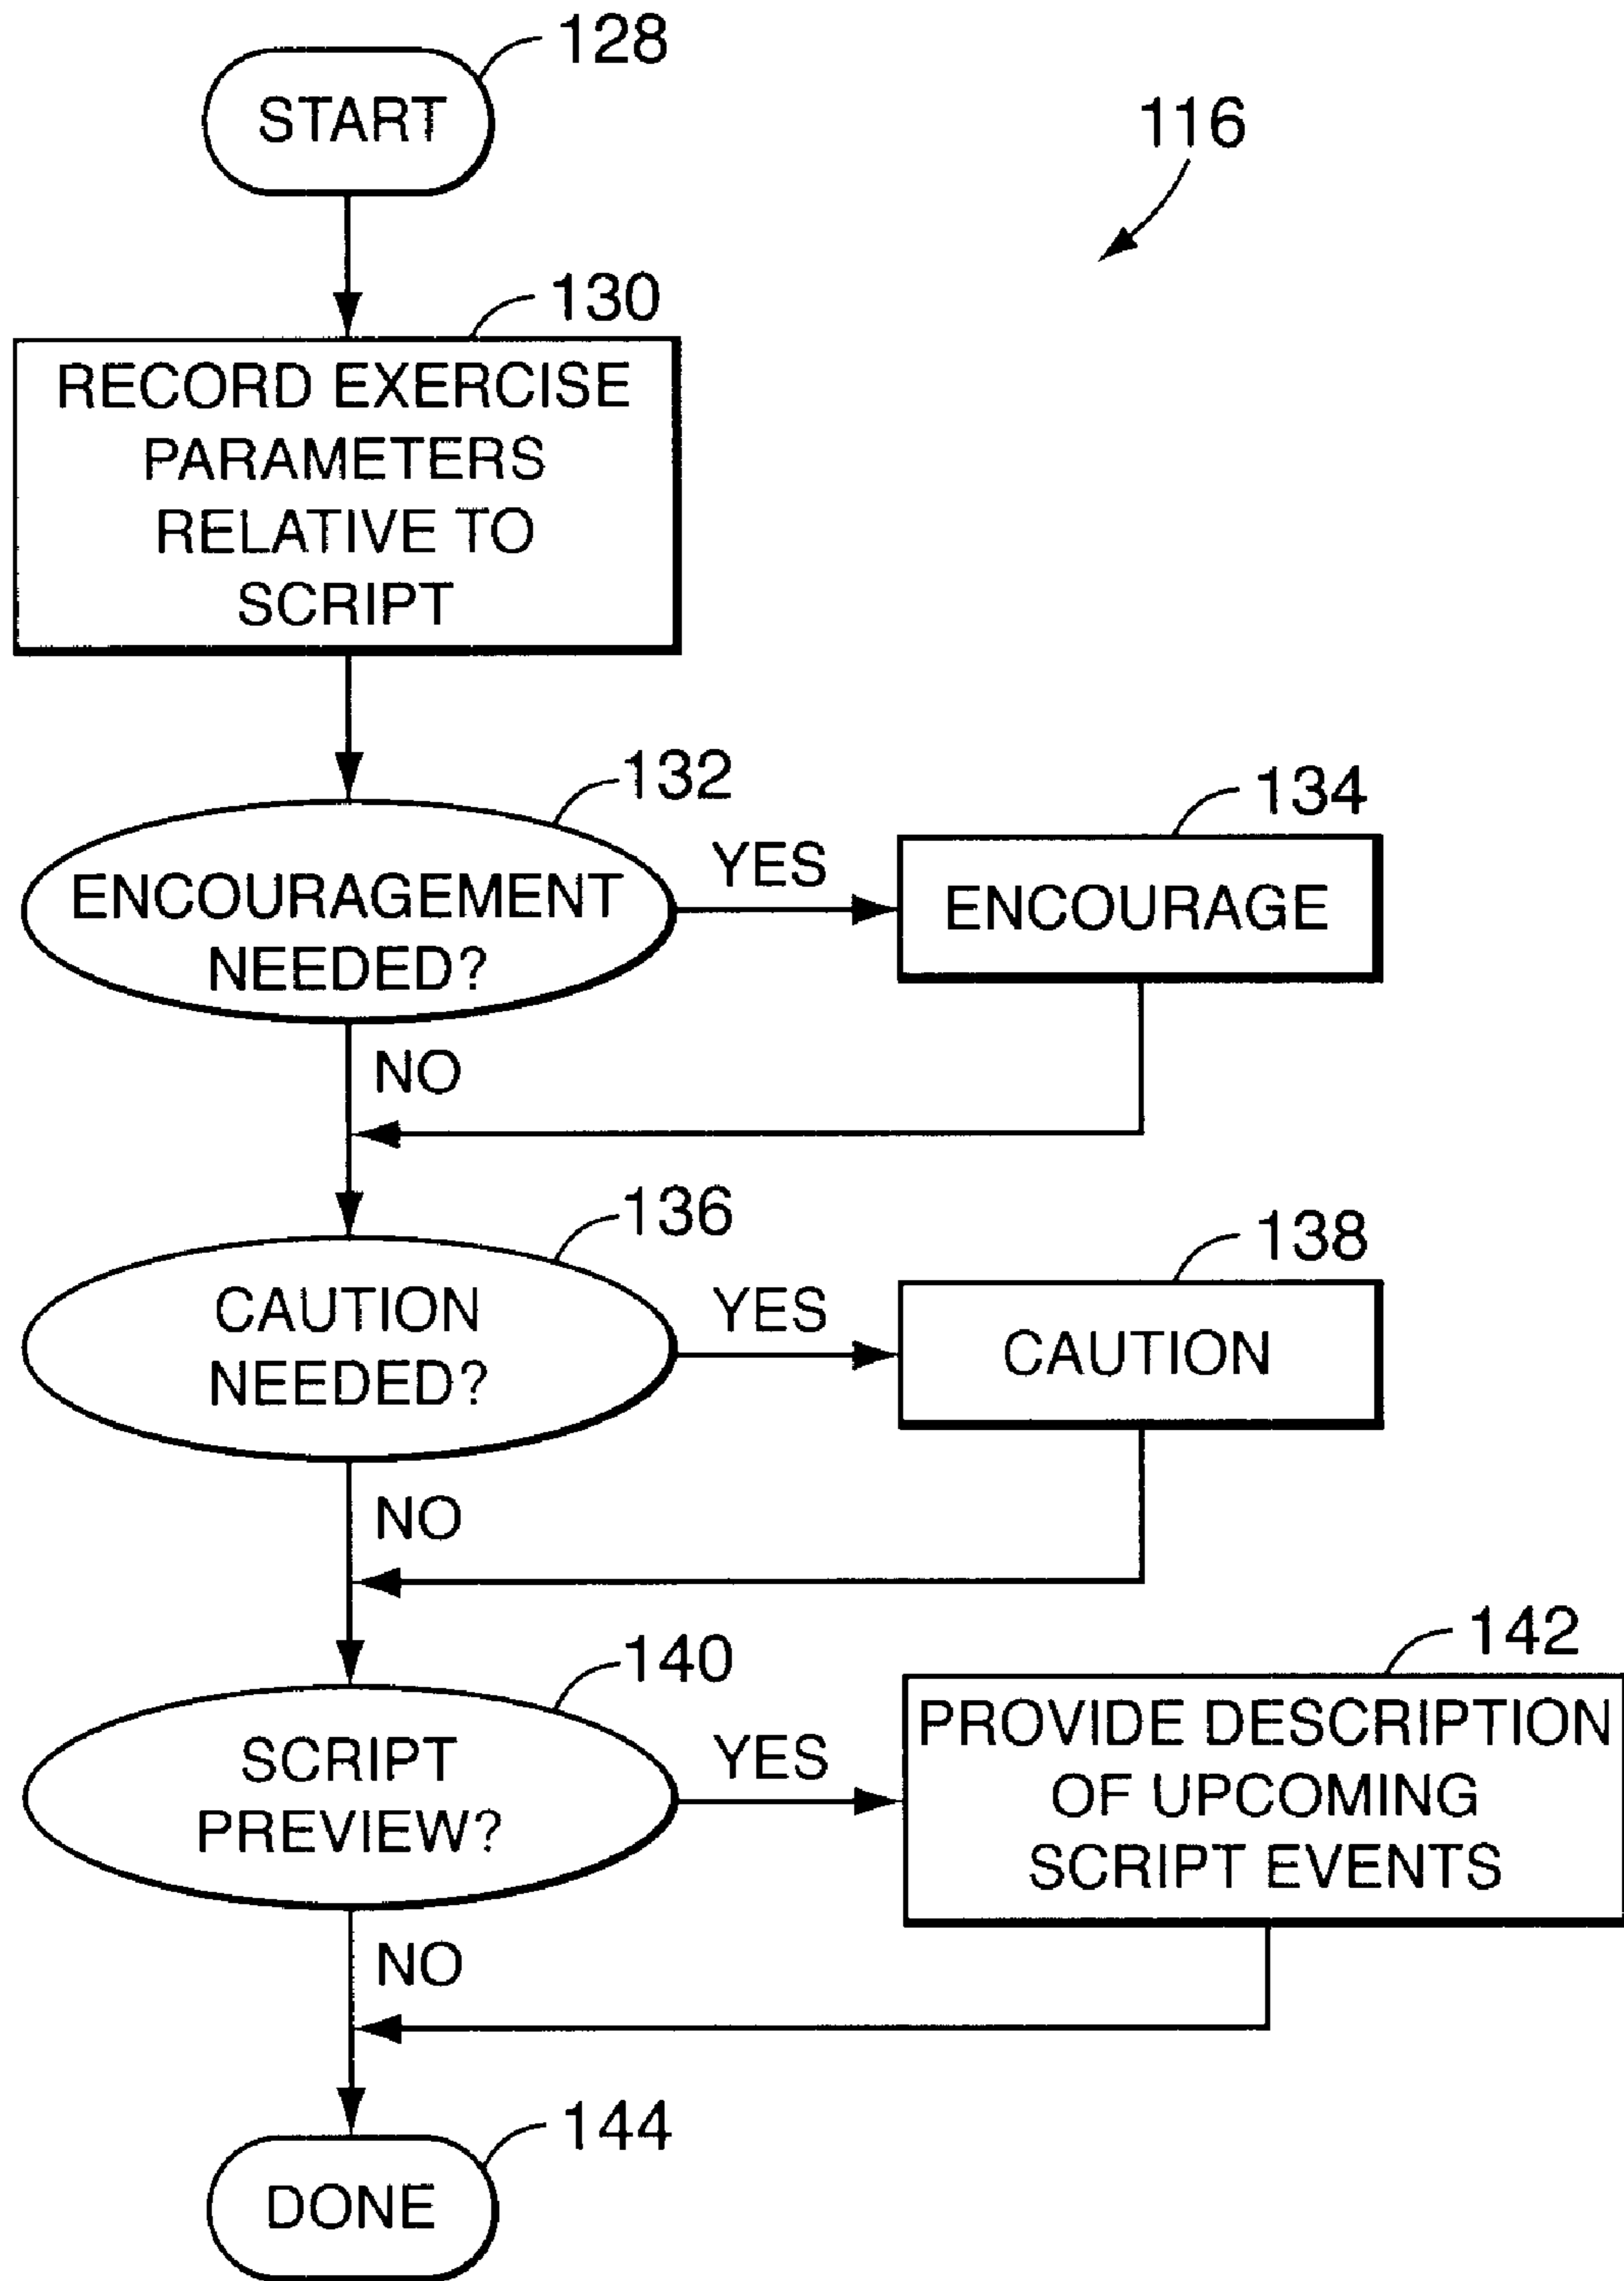 128
START
116
130
RECORD EXERCISE
PARAMETERS
RELATIVE TO
SCRIPT
132
ENCOURAGEMENT
NEEDED?
YES
134
ENCOURAGE
NO
136
CAUTION
NEEDED?
YES
138
CAUTION
NO
140
SCRIPT
PREVIEW?
YES
142
PROVIDE DESCRIPTION
OF UPCOMING
SCRIPT EVENTS
NO
144
DONE